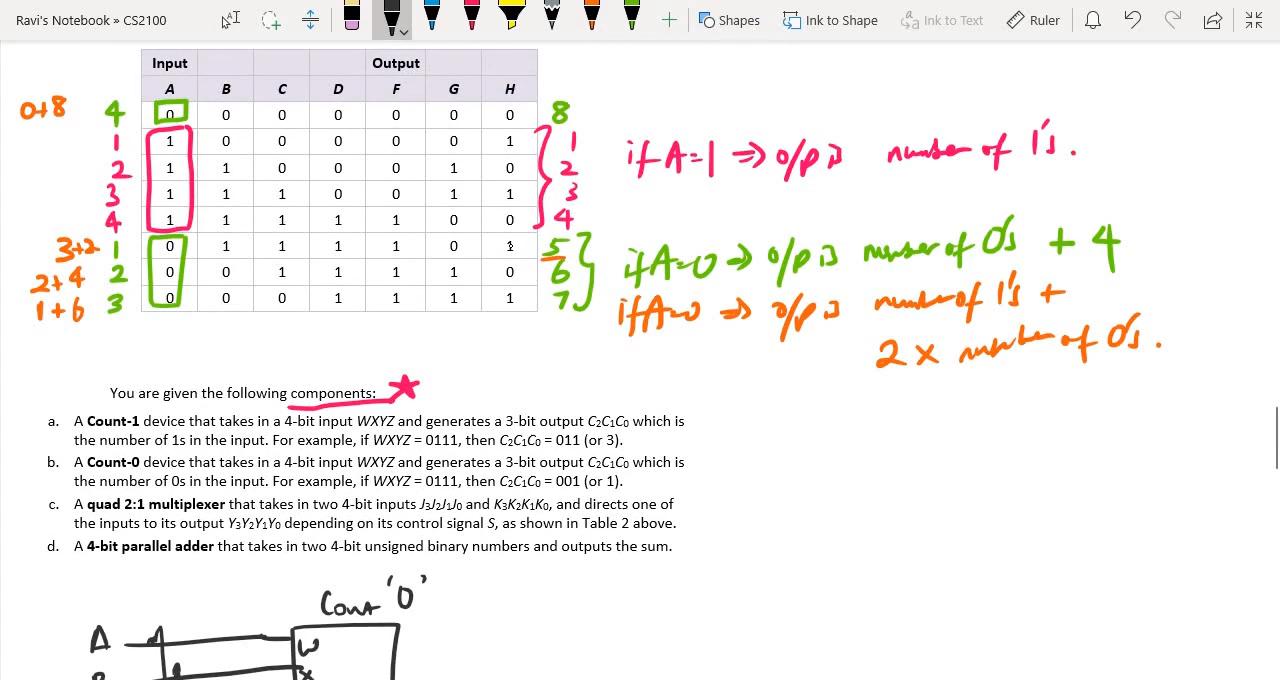 Ravi's Notebook » CS2100
Shapes Ink to Shape Ink to Text Ruler
Input Output
A B C D F G H
0+8 4 0 0 0 0 0 0 0 8
1 1 0 0 0 0 0 1 1 if A=1 ⇒ o/p is number of 1's.
2 1 1 0 0 0 1 0 2
3 1 1 1 0 0 1 1 3
4 1 1 1 1 1 0 0 4
3+2 1 0 1 1 1 1 0 1 5 if A=0 ⇒ o/p is number of 0's + 4
2+4 2 0 0 1 1 1 1 0 6
1+6 3 0 0 0 1 1 1 1 7 if A=0 ⇒ o/p is number of 1's +
2 x number of 0's.
You are given the following components:
a. A Count-1 device that takes in a 4-bit input WXYZ and generates a 3-bit output C2C1C0 which is
the number of 1s in the input. For example, if WXYZ = 0111, then C2C1C0 = 011 (or 3).
b. A Count-0 device that takes in a 4-bit input WXYZ and generates a 3-bit output C2C1C0 which is
the number of 0s in the input. For example, if WXYZ = 0111, then C2C1C0 = 001 (or 1).
c. A quad 2:1 multiplexer that takes in two 4-bit inputs J3J2J1J0 and K3K2K1K0, and directs one of
the inputs to its output Y3Y2Y1Y0 depending on its control signal S, as shown in Table 2 above.
d. A 4-bit parallel adder that takes in two 4-bit unsigned binary numbers and outputs the sum.
Count '0'
A W
B X